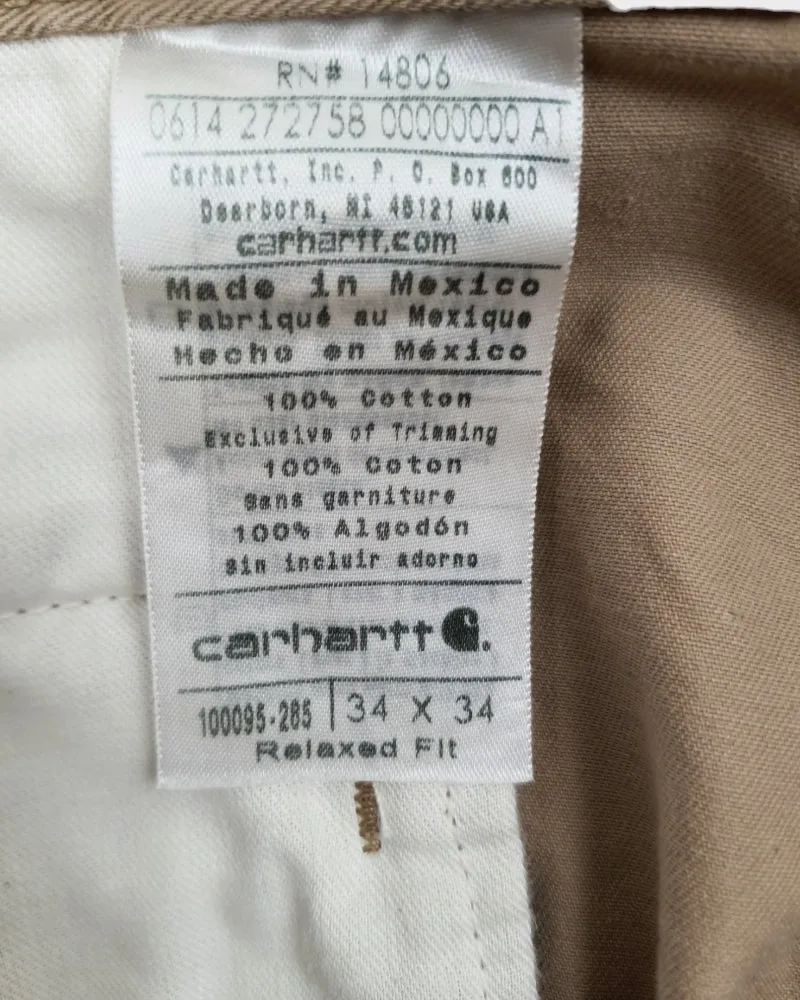 RN# 14806
0614 272758 00000000 A1
Carhartt, Inc. P. O. Box 600
Dearborn, MI 48121 USA
carhartt.com
Made in Mexico
Fabriqué au Mexique
Hecho en México
100% Cotton
Exclusive of Trimming
100% Coton
Sans garniture
100% Algodón
Sin incluir adorno
carhartt
100095-285 34 X 34
Relaxed Fit